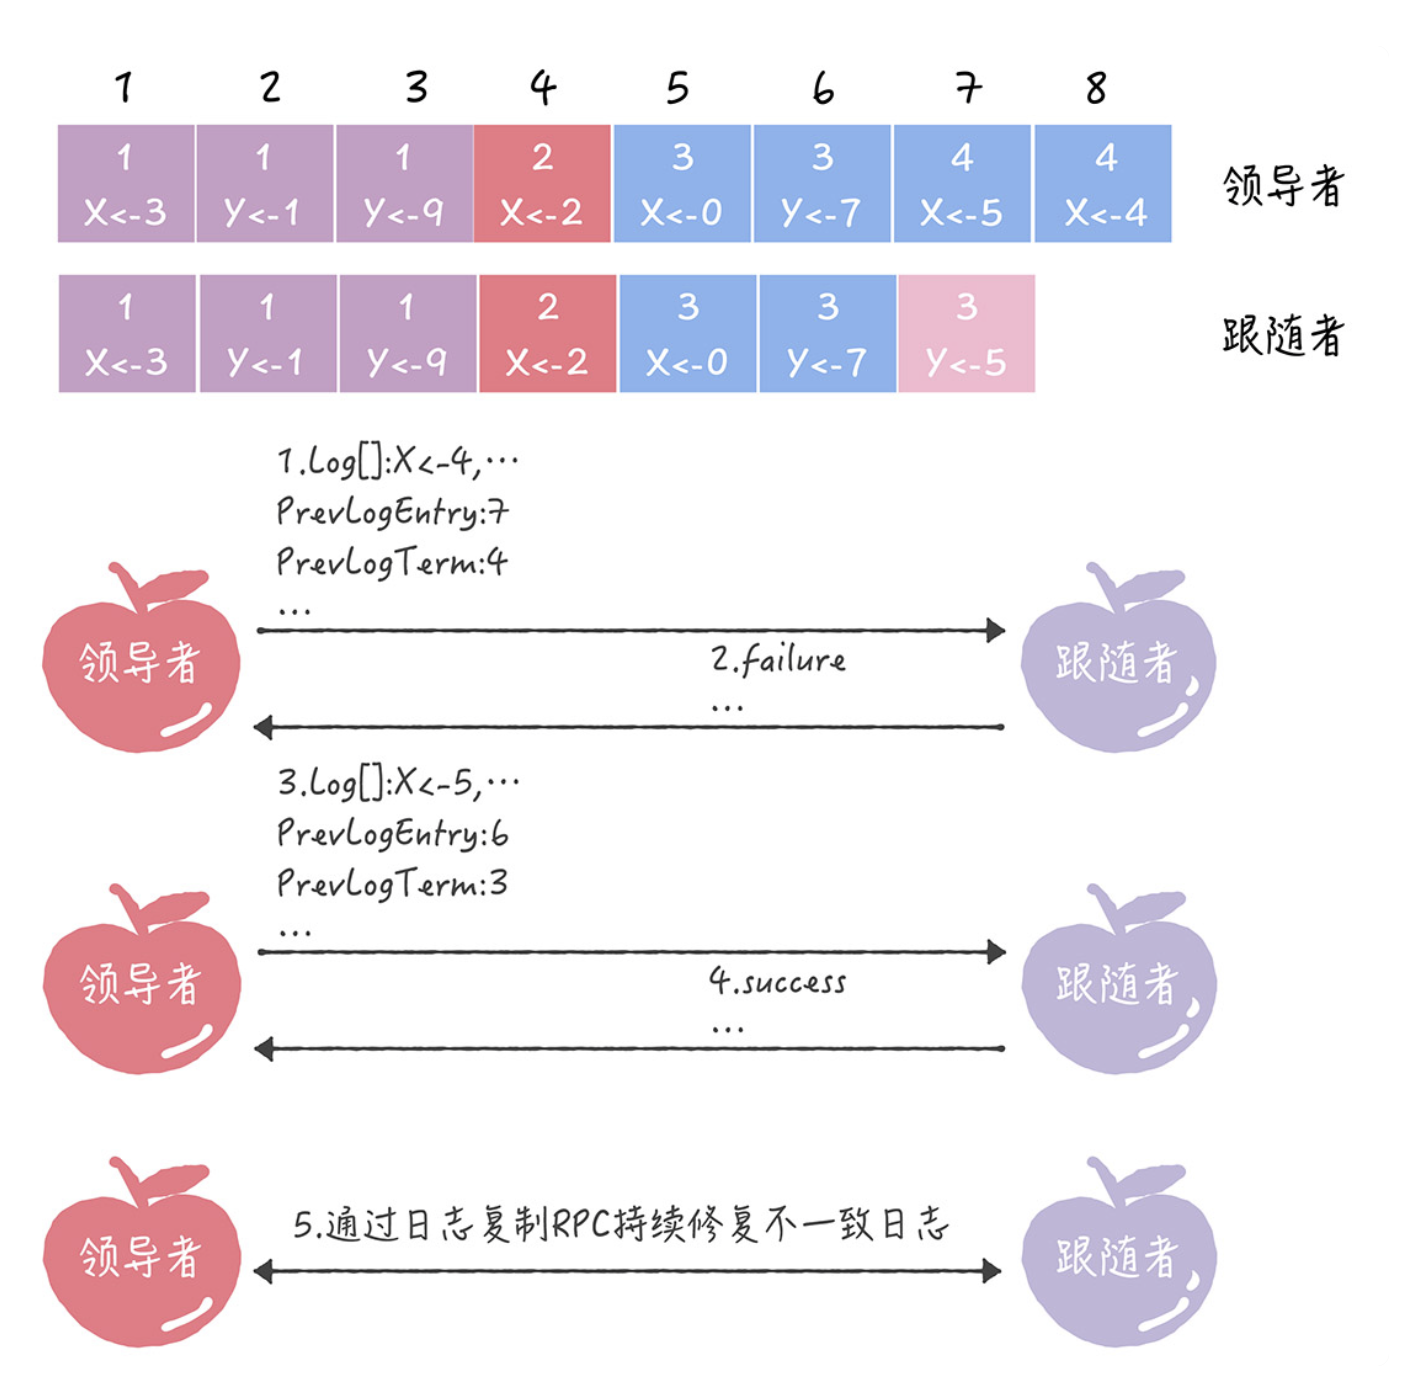 1 2 3 4 5 6 7 8
1 1 1 2 3 3 4 4
X<-3 Y<-1 Y<-9 X<-2 X<-0 Y<-7 X<-5 X<-4
领导者
1 1 1 2 3 3 3
X<-3 Y<-1 Y<-9 X<-2 X<-0 Y<-7 Y<-5
跟随者
1.Log[]:X<-4,…
PrevLogEntry:7
PrevLogTerm:4
…
领导者
跟随者
2.failure
…
3.Log[]:X<-5,…
PrevLogEntry:6
PrevLogTerm:3
…
领导者
跟随者
4.success
…
5.通过日志复制RPC持续修复不一致日志
领导者
跟随者